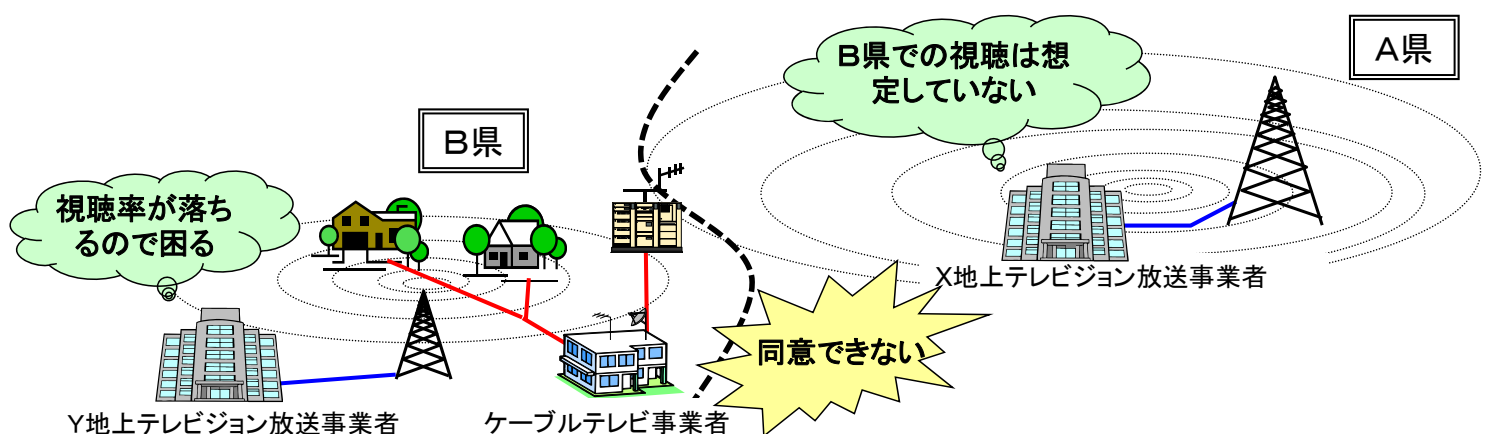 A県
B県での視聴は想
定していない
B県
視聴率が落ち
るので困る
X地上テレビジョン放送事業者
同意できない
Y地上テレビジョン放送事業者
ケーブルテレビ事業者